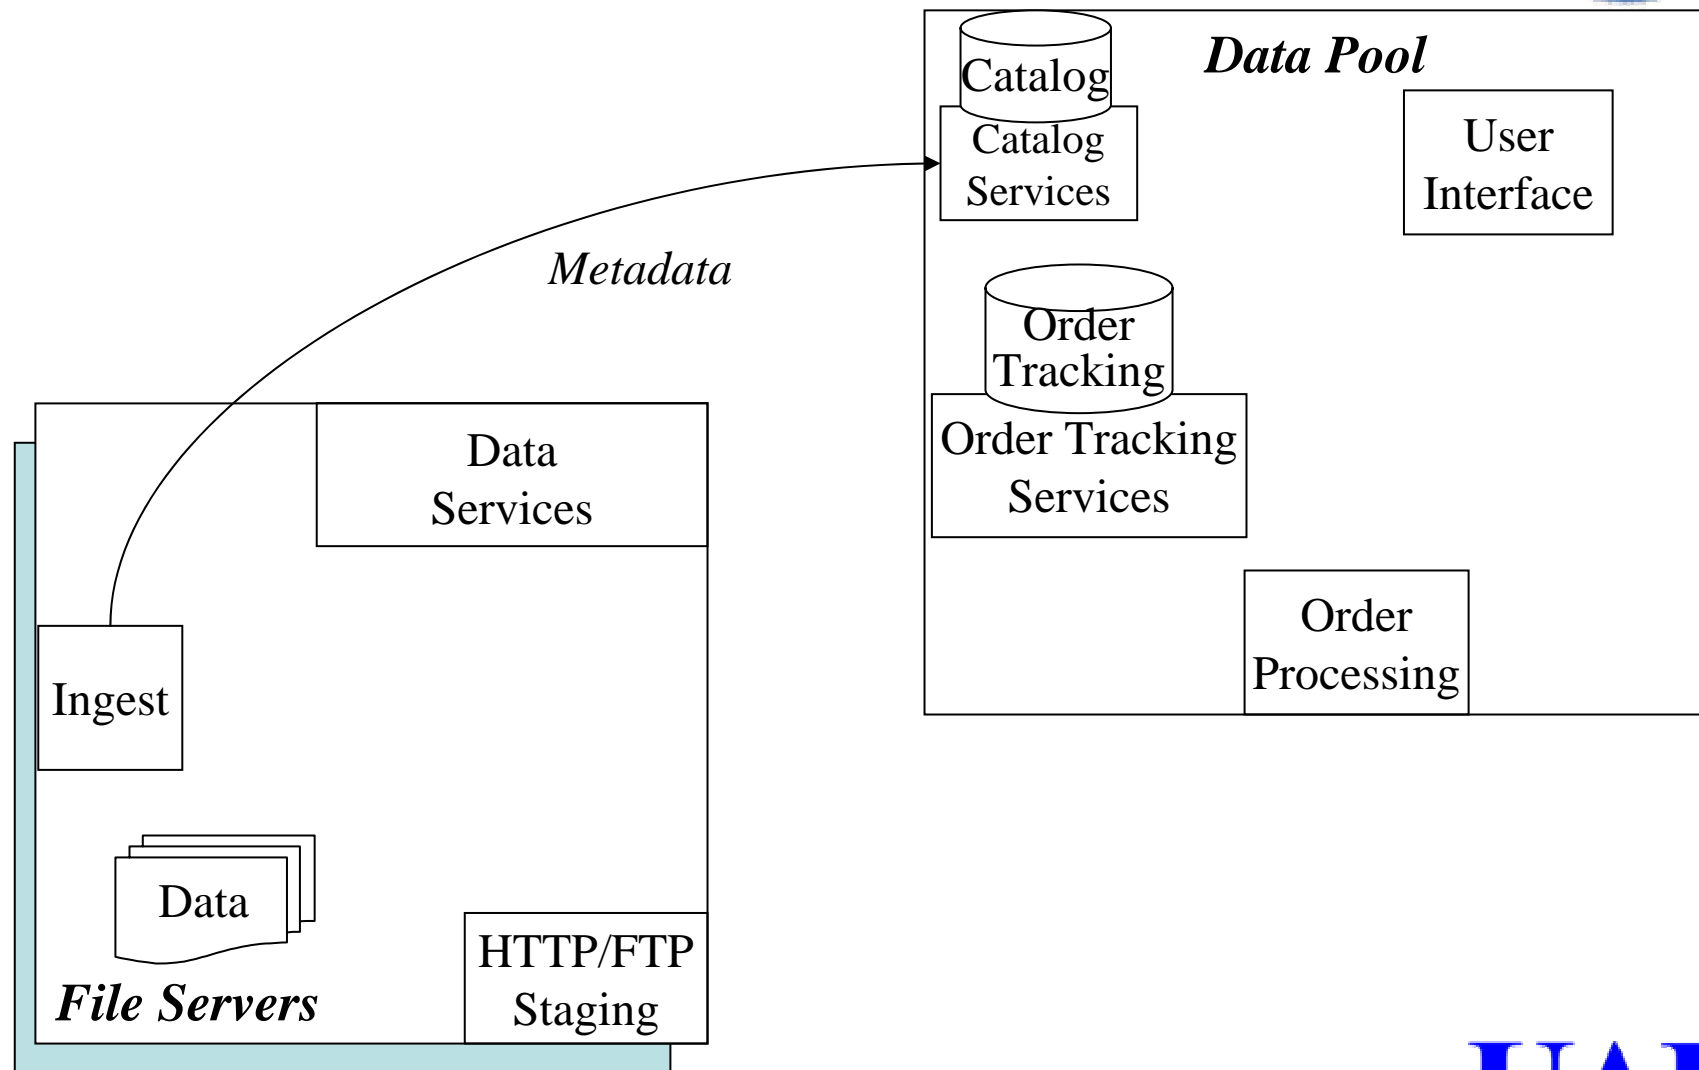 Data Pool
Catalog
Catalog
Services
User
Interface
Metadata
Order
Tracking
Order Tracking
Services
Data
Services
Order
Processing
Ingest
Data
HTTP/FTP
Staging
File Servers